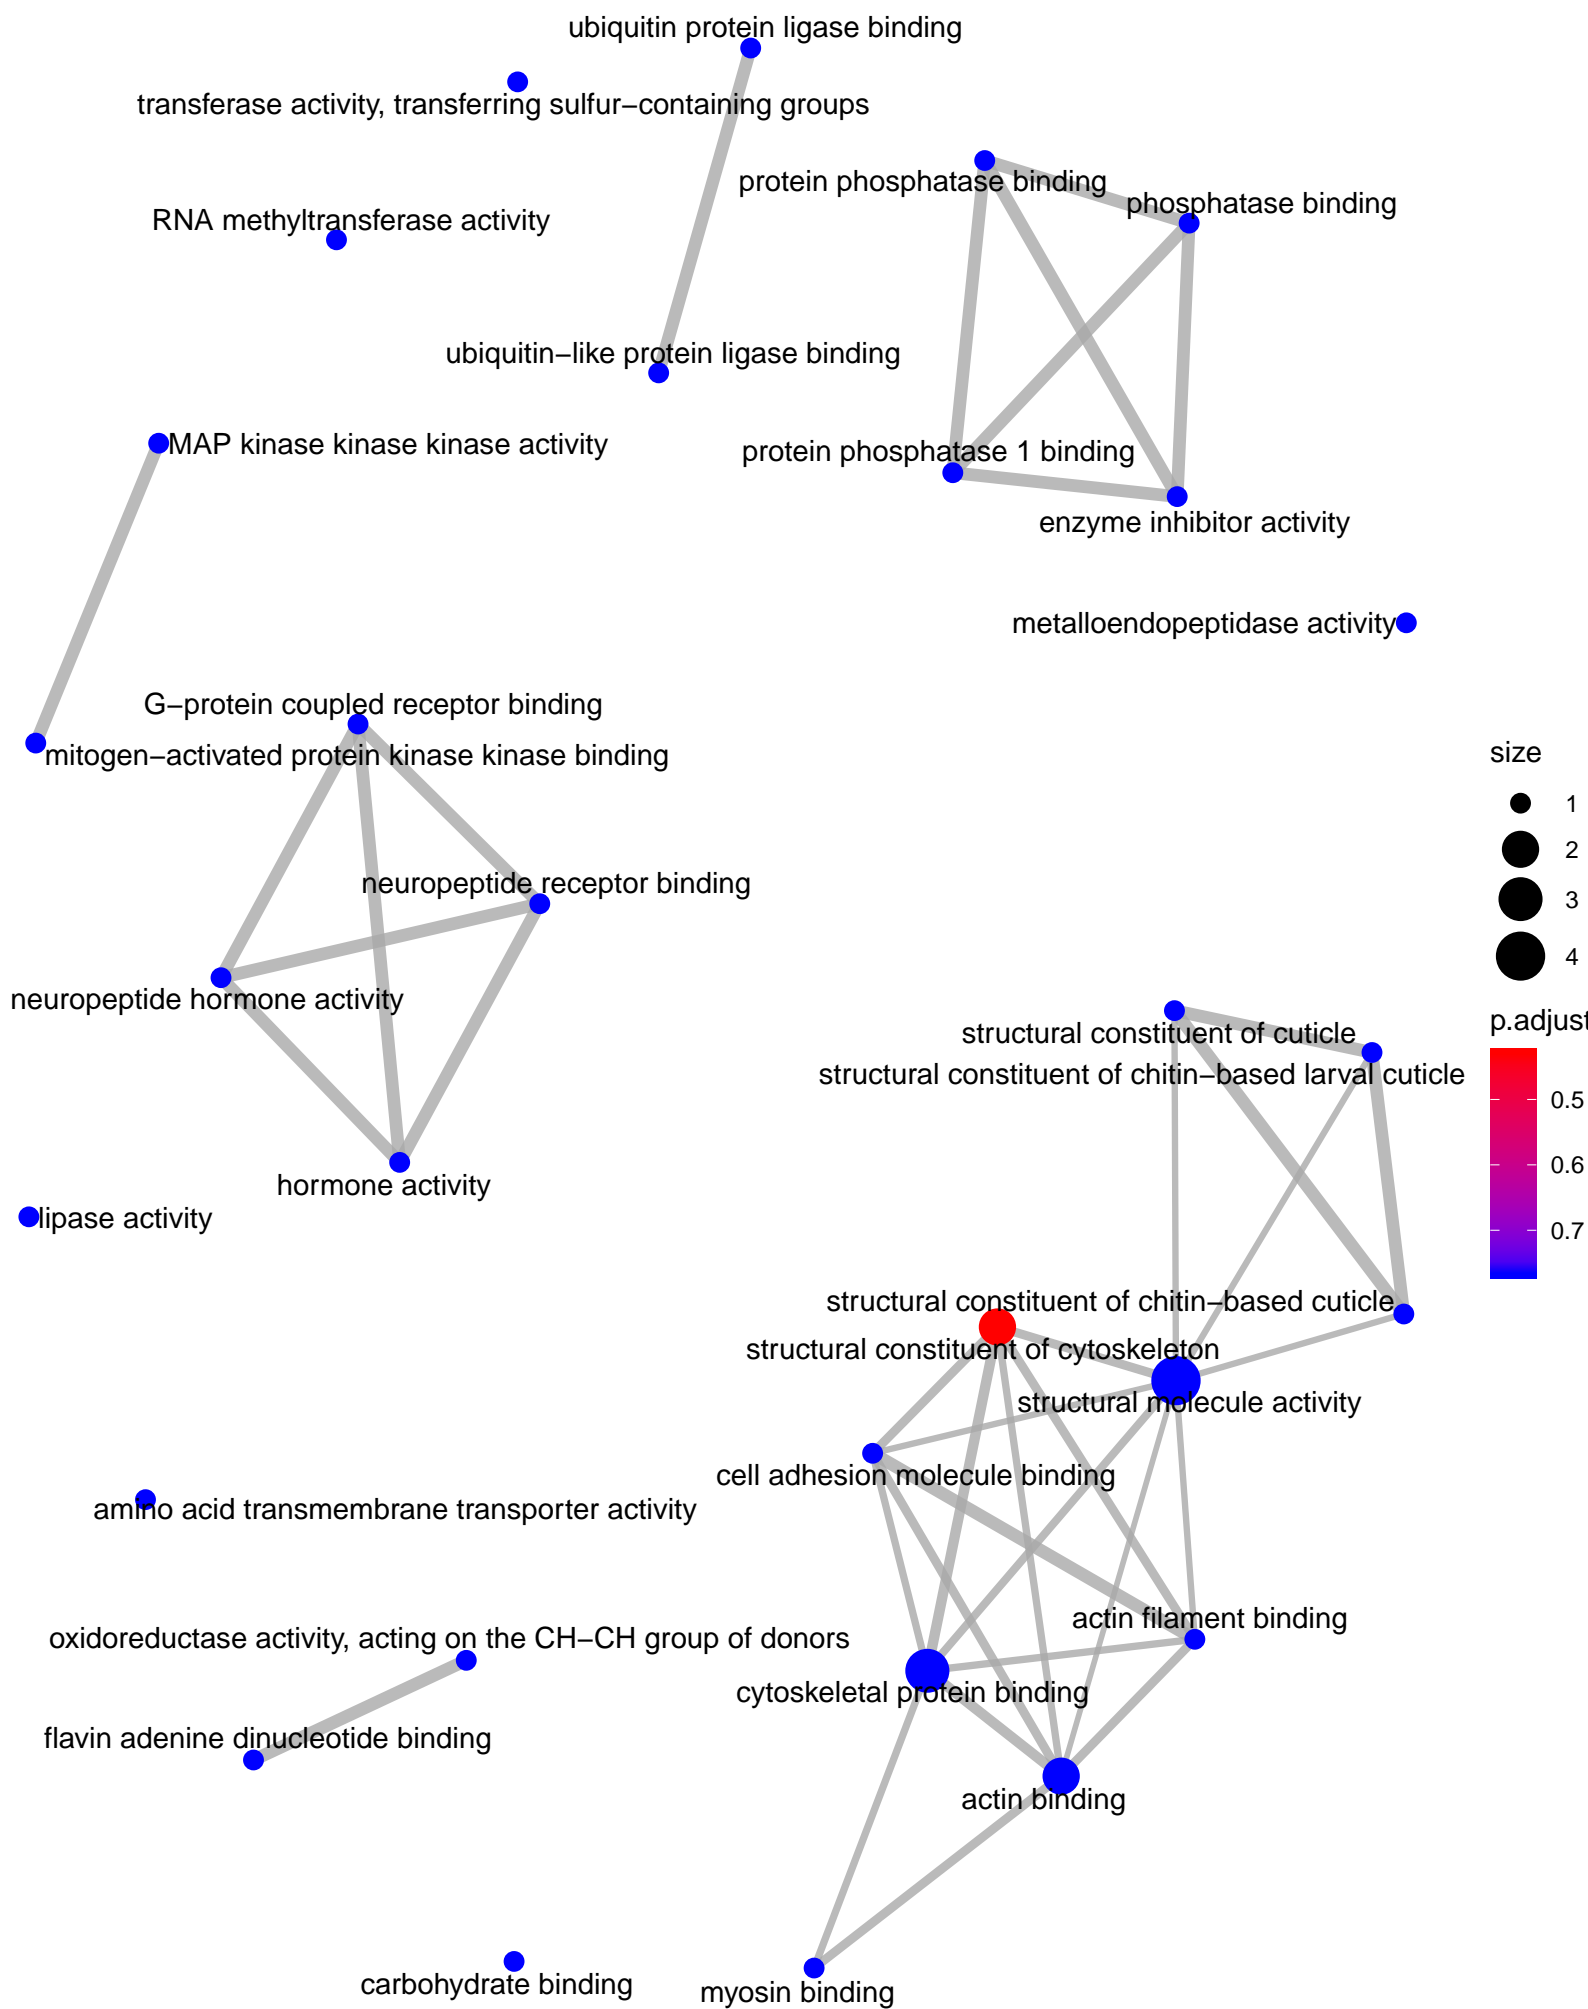 ubiquitin protein ligase binding
transferase activity, transferring sulfur−containing groups
protein phosphatase binding
phosphatase binding
RNA methyltransferase activity
ubiquitin−like protein ligase binding
MAP kinase kinase kinase activity
protein phosphatase 1 binding
enzyme inhibitor activity
metalloendopeptidase activity
G−protein coupled receptor binding
mitogen−activated protein kinase kinase binding
size
1
2
3
4
neuropeptide receptor binding
neuropeptide hormone activity
p.adjust
0.5
0.6
0.7
structural constituent of cuticle
structural constituent of chitin−based larval cuticle
hormone activity
lipase activity
structural constituent of chitin−based cuticle
structural constituent of cytoskeleton
structural molecule activity
cell adhesion molecule binding
amino acid transmembrane transporter activity
actin filament binding
oxidoreductase activity, acting on the CH−CH group of donors
cytoskeletal protein binding
flavin adenine dinucleotide binding
actin binding
carbohydrate binding
myosin binding